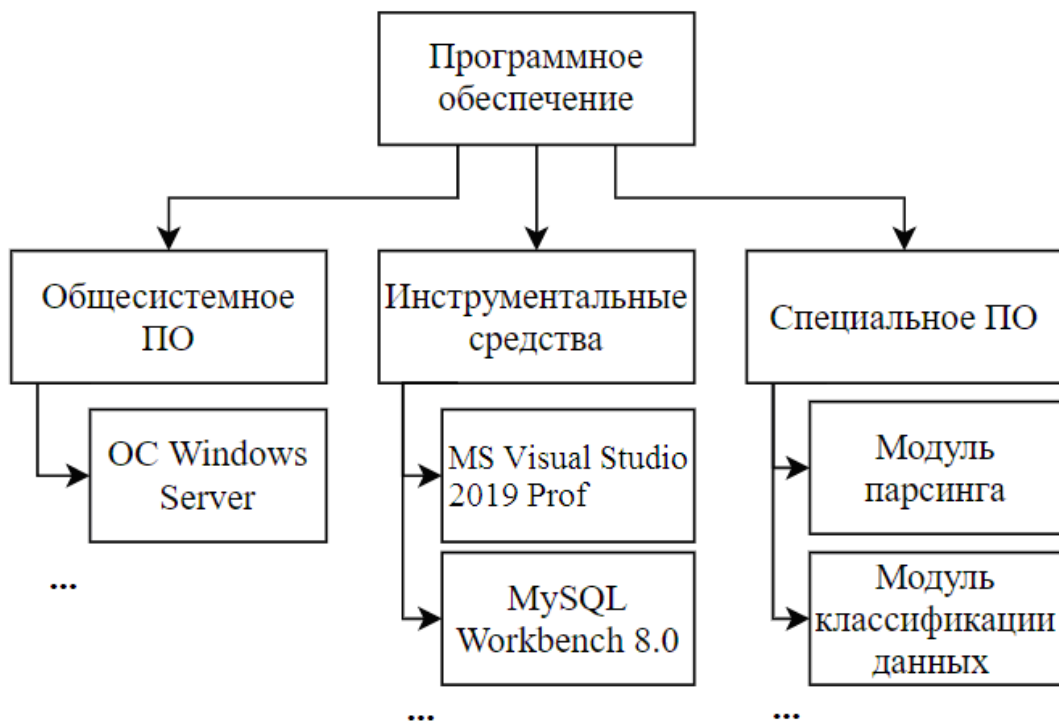 Программное
обеспечение
Общесистемное
ПО
Инструментальные
средства
Специальное ПО
ОС Windows
Server
MS Visual Studio
2019 Prof
Модуль
парсинга
...
MySQL
Workbench 8.0
Модуль
классификации
данных
...
...